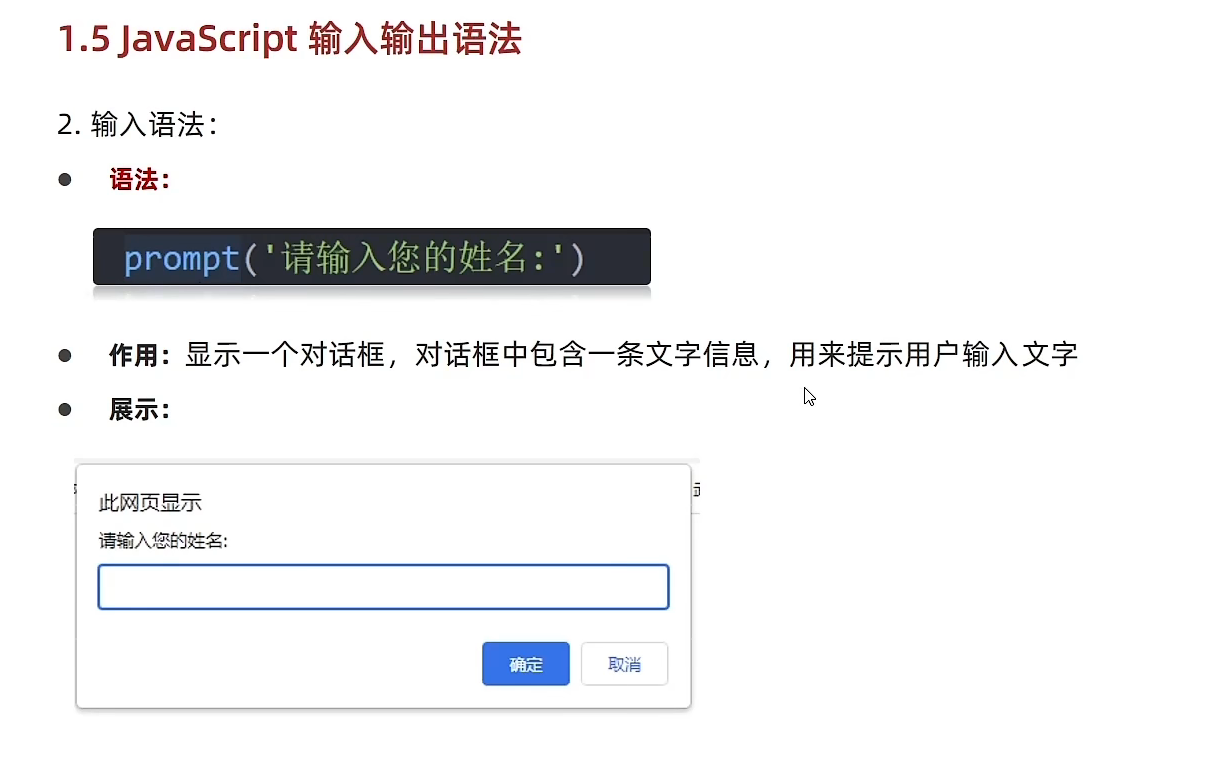 1.5 JavaScript 输入输出语法
2. 输入语法：
● 语法：
prompt('请输入您的姓名:')
● 作用：显示一个对话框，对话框中包含一条文字信息，用来提示用户输入文字
● 展示：
此网页显示
请输入您的姓名:
确定 取消